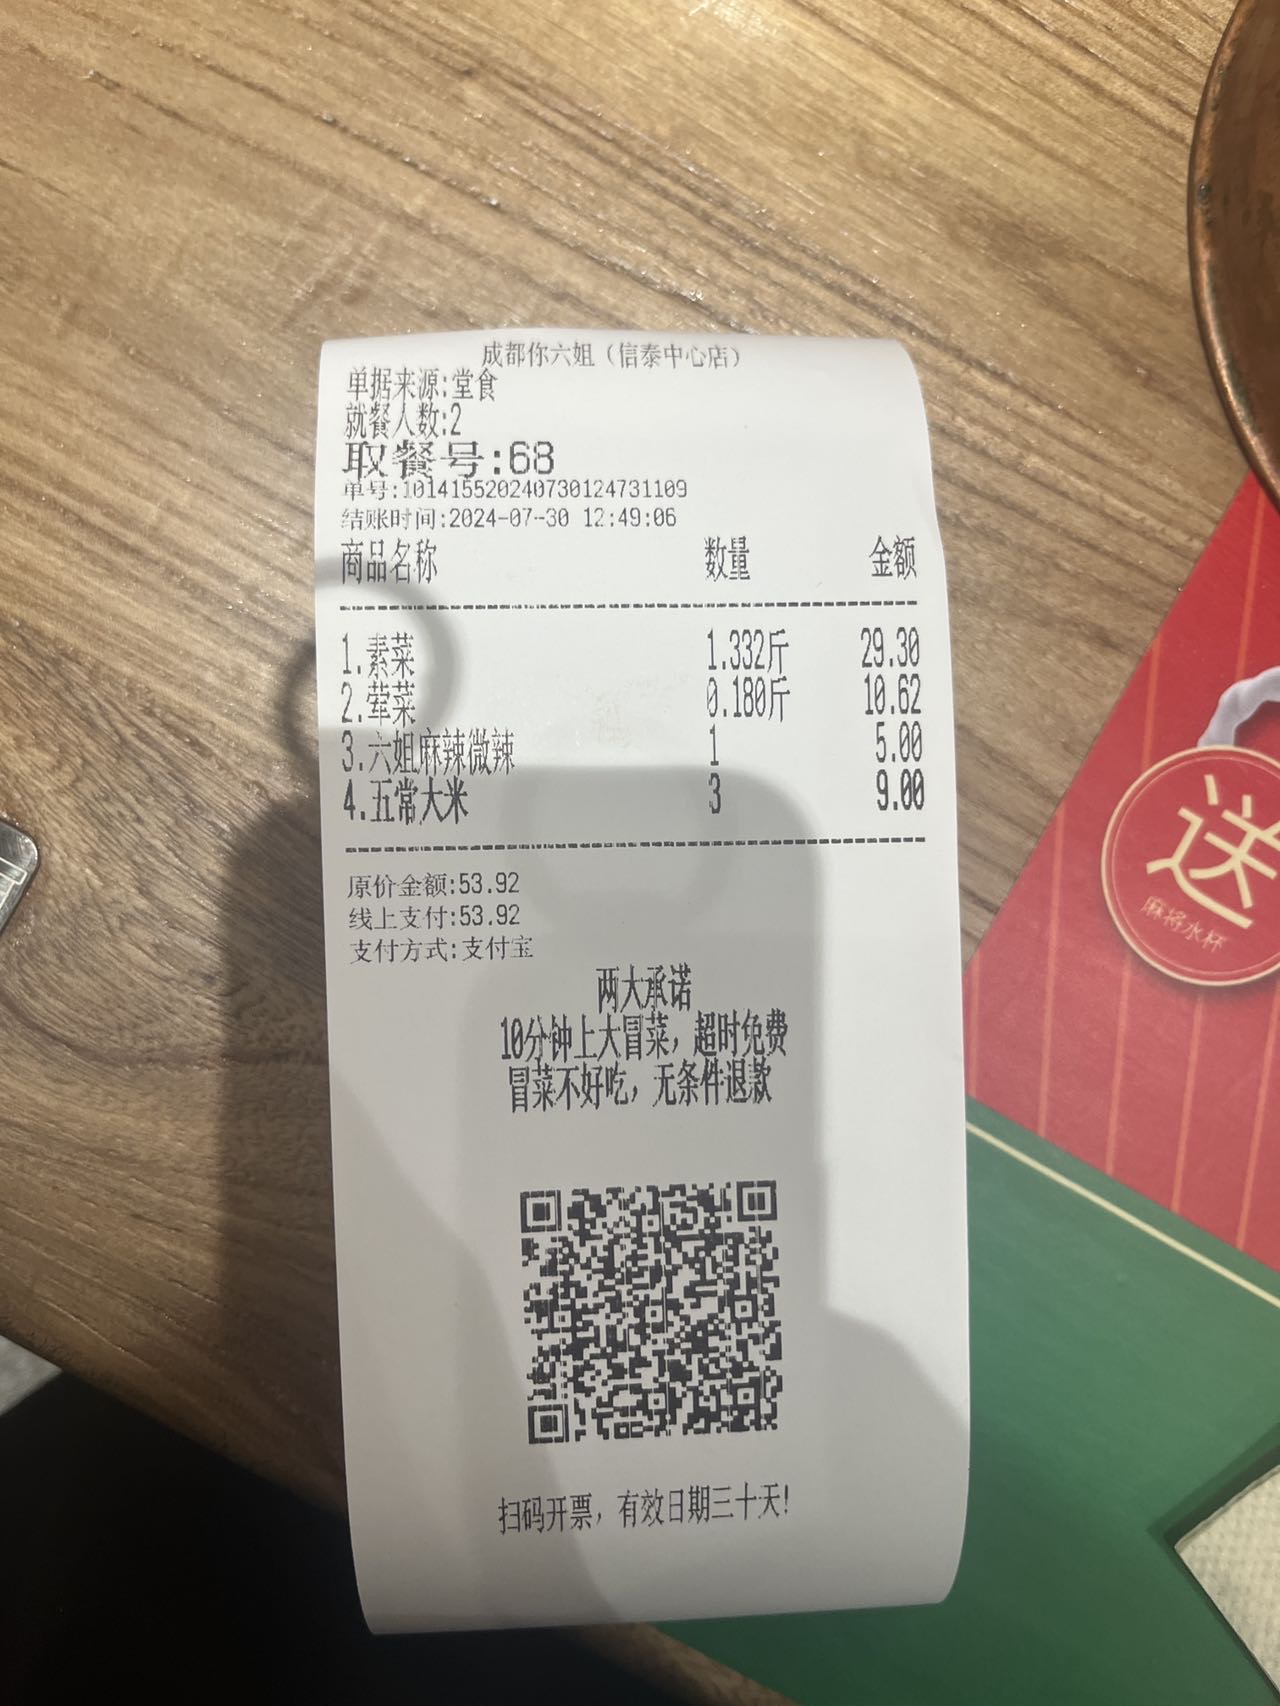 成都你六姐（信泰中心店）
单据来源:堂食
就餐人数:2
取餐号:68
单号:101415520240730124731109
结账时间:2024-07-30 12:49:06
商品名称 数量 金额
1.素菜 1.332斤 29.30
2.荤菜 0.180斤 10.62
3.六姐麻辣微辣 1 5.00
4.五常大米 3 9.00
原价金额:53.92
线上支付:53.92
支付方式:支付宝
两大承诺
10分钟上大冒菜，超时免费
冒菜不好吃，无条件退款
扫码开票，有效日期三十天!
送
麻将水杯